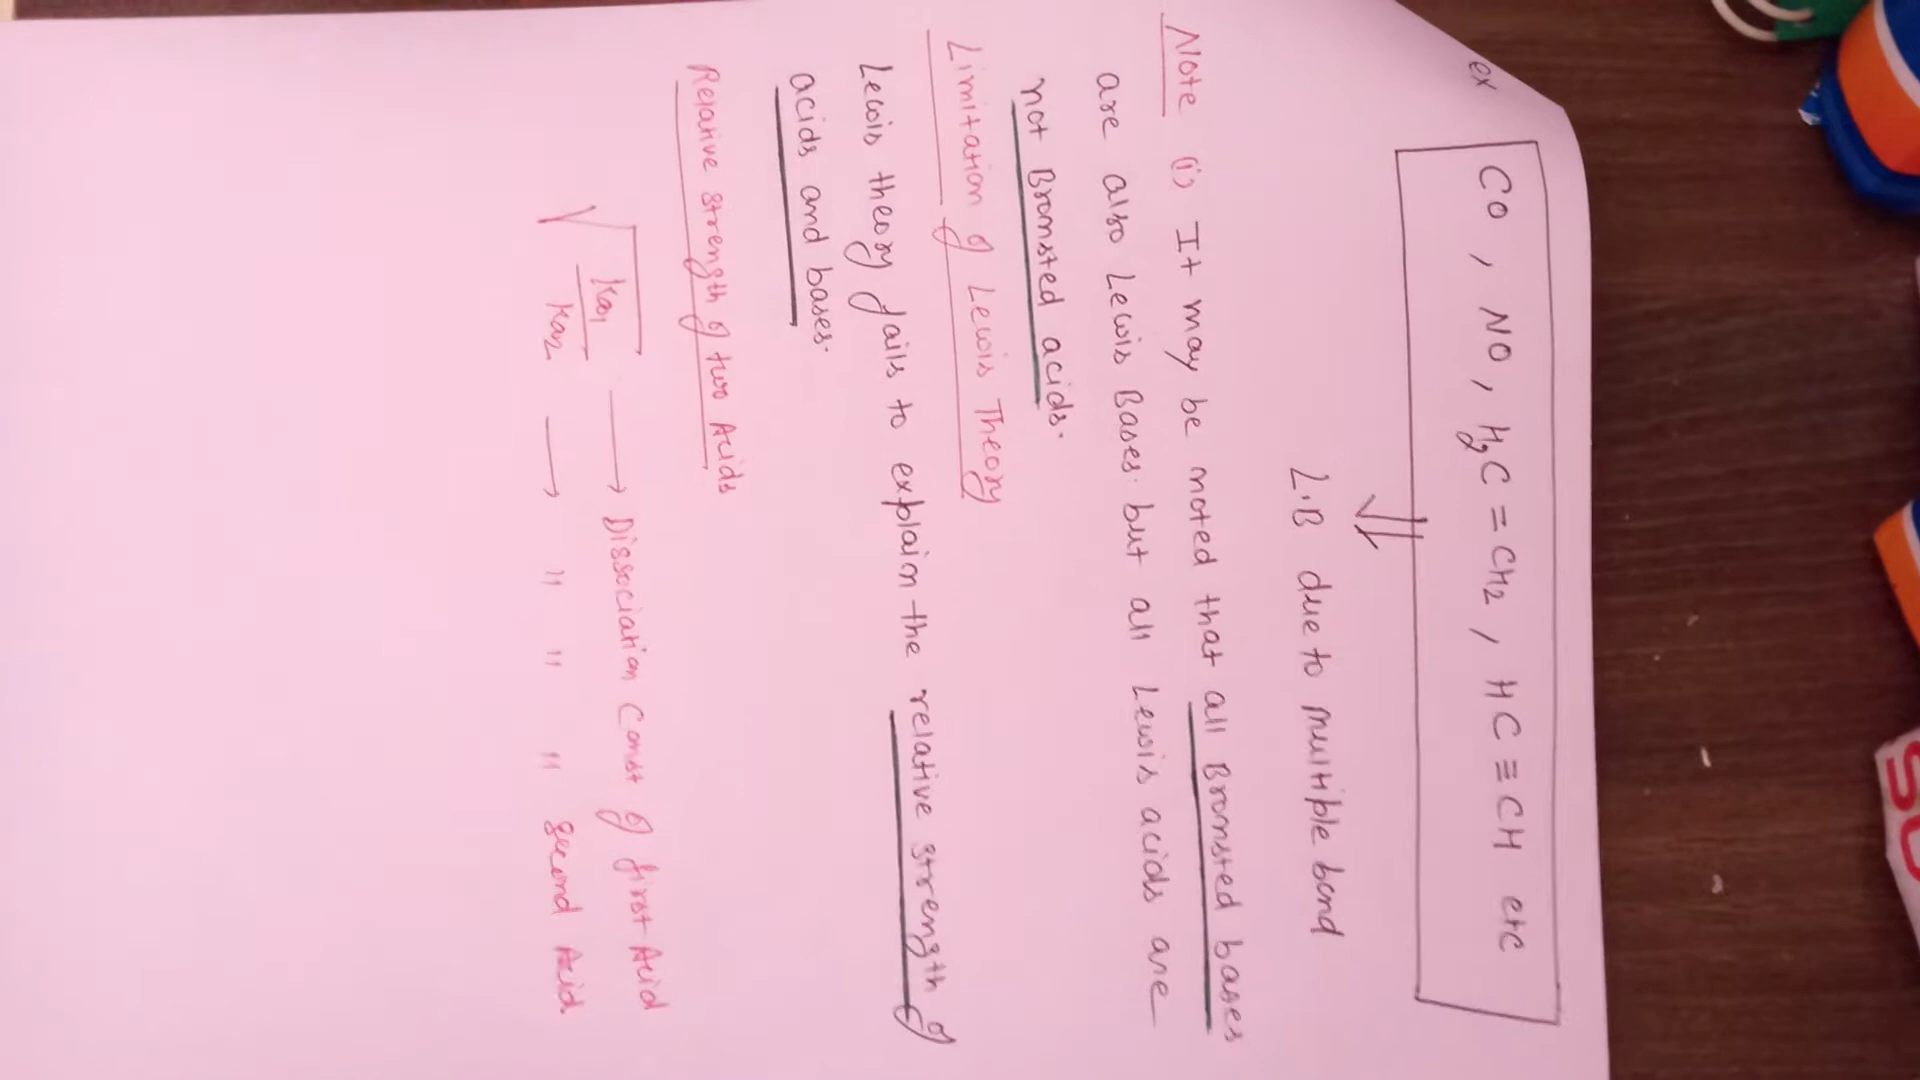 ex CO , NO , H2C = CH2 , HC ≡ CH etc
L.B due to multiple bond
Note (i) It may be noted that all Bronsted bases
are also Lewis Bases. but all Lewis acids are
not Bronsted acids.
Limitation of Lewis Theory
Lewis theory fails to explain the relative strength of
acids and bases.
Relative strength of two Acids
√ Ka1 → Dissociation Const of first Acid
Ka2 → " " " second Acid
SO